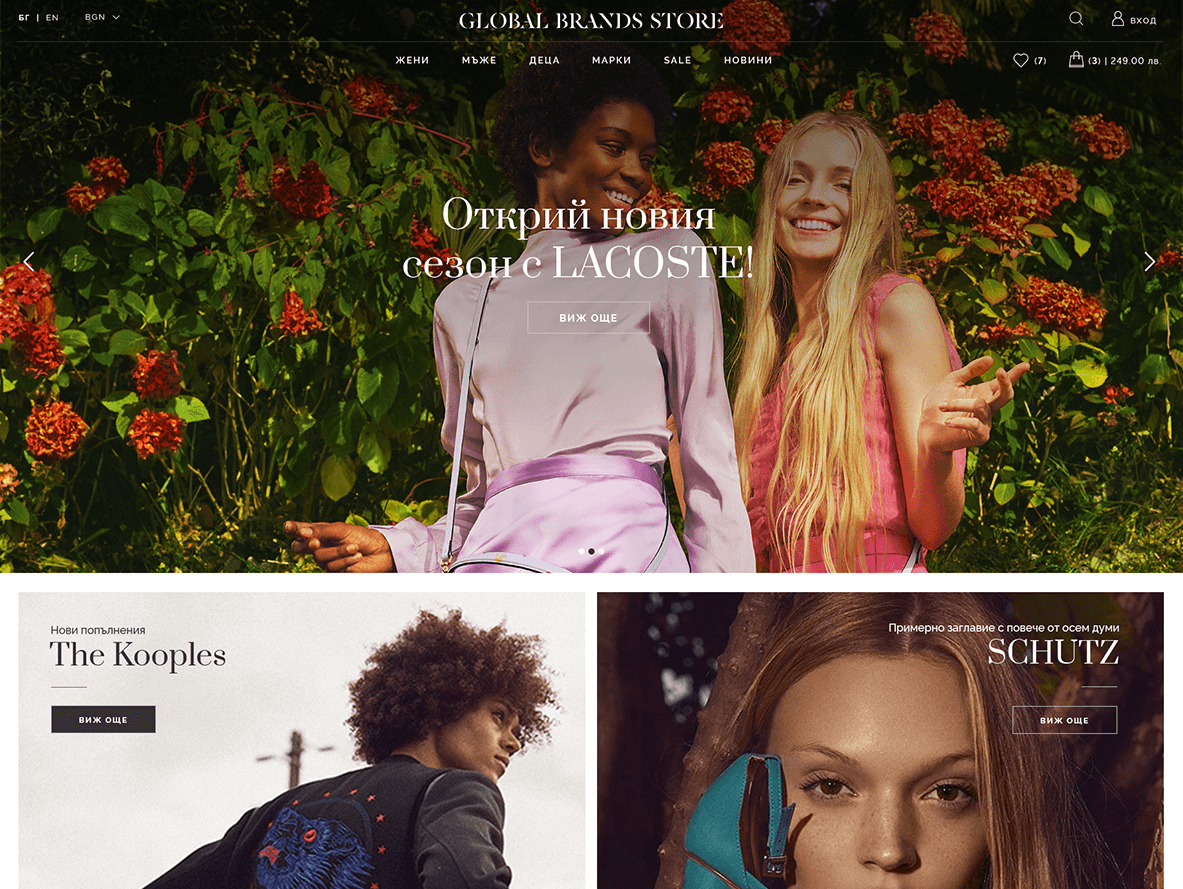 БГ | EN
BGN
GLOBAL BRANDS STORE
ВХОД
ЖЕНИ
МЪЖЕ
ДЕЦА
МАРКИ
SALE
НОВИНИ
(7)
(3) | 249.00 лв.
Открий новия
сезон с LACOSTE!
ВИЖ ОЩЕ
Нови попълнения
The Kooples
ВИЖ ОЩЕ
Примерно заглавие с повече от осем думи
SCHUTZ
ВИЖ ОЩЕ